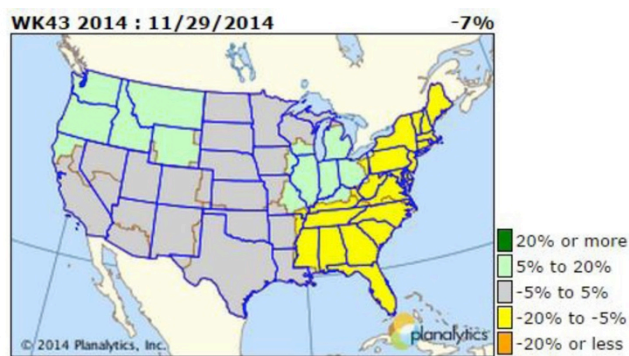 WK43 2014 : 11/29/2014 -7%
20% or more
5% to 20%
-5% to 5%
-20% to -5%
-20% or less
planalytics
© 2014 Planalytics, Inc.